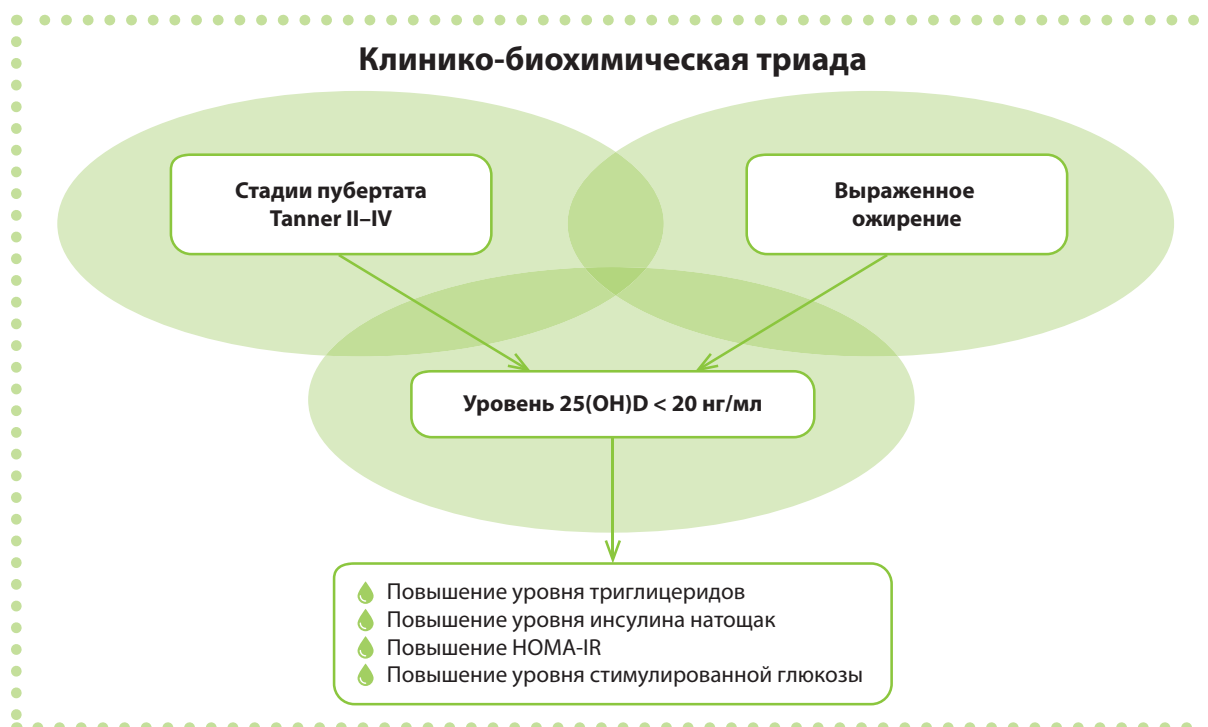 Клинико-биохимическая триада
Стадии пубертата
Tanner II–IV
Выраженное
ожирение
Уровень 25(OH)D < 20 нг/мл
Повышение уровня триглицеридов
Повышение уровня инсулина натощак
Повышение HOMA-IR
Повышение уровня стимулированной глюкозы